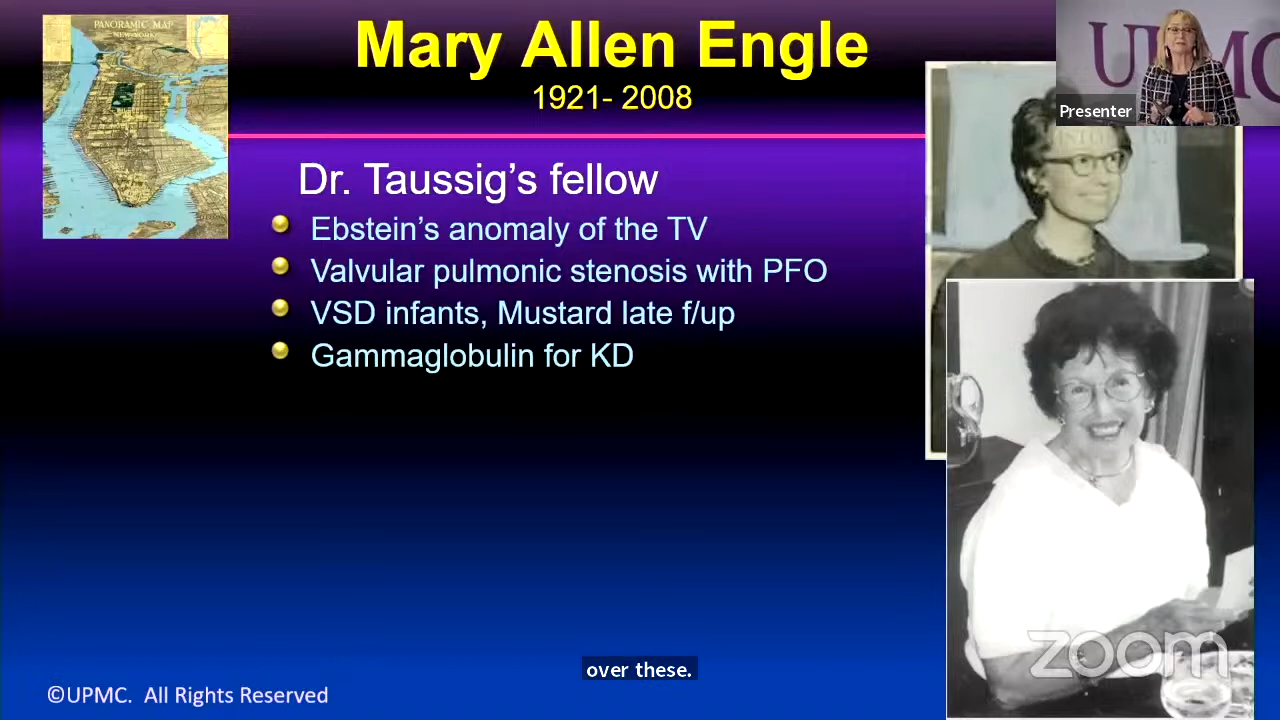 PANORAMIC MAP
NEW YORK
Mary Allen Engle
1921- 2008
UPMC
Presenter
Dr. Taussig’s fellow
Ebstein’s anomaly of the TV
Valvular pulmonic stenosis with PFO
VSD infants, Mustard late f/up
Gammaglobulin for KD
zoom
over these.
©UPMC. All Rights Reserved